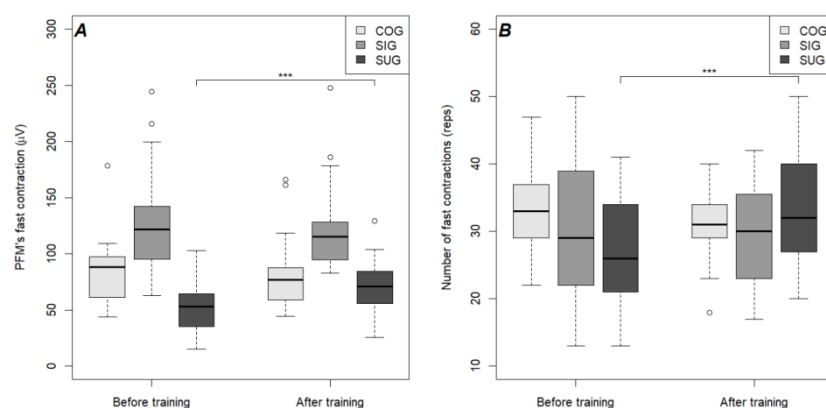 A
COG
SIG
SUG
***
PFM's fast contraction (µV)
300
250
200
150
100
50
0
Before training
After training
B
COG
SIG
SUG
***
Number of fast contractions (reps)
60
50
40
30
20
10
Before training
After training